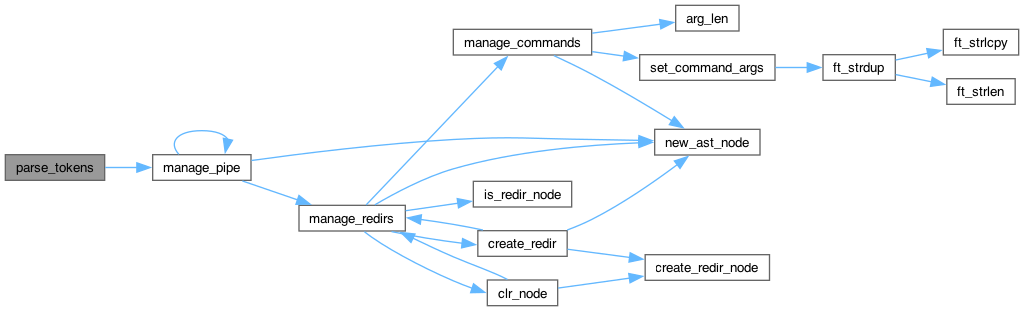 parse_tokens
manage_pipe
manage_redirs
manage_commands
arg_len
set_command_args
ft_strdup
ft_strlcpy
ft_strlen
new_ast_node
is_redir_node
create_redir
create_redir_node
clr_node